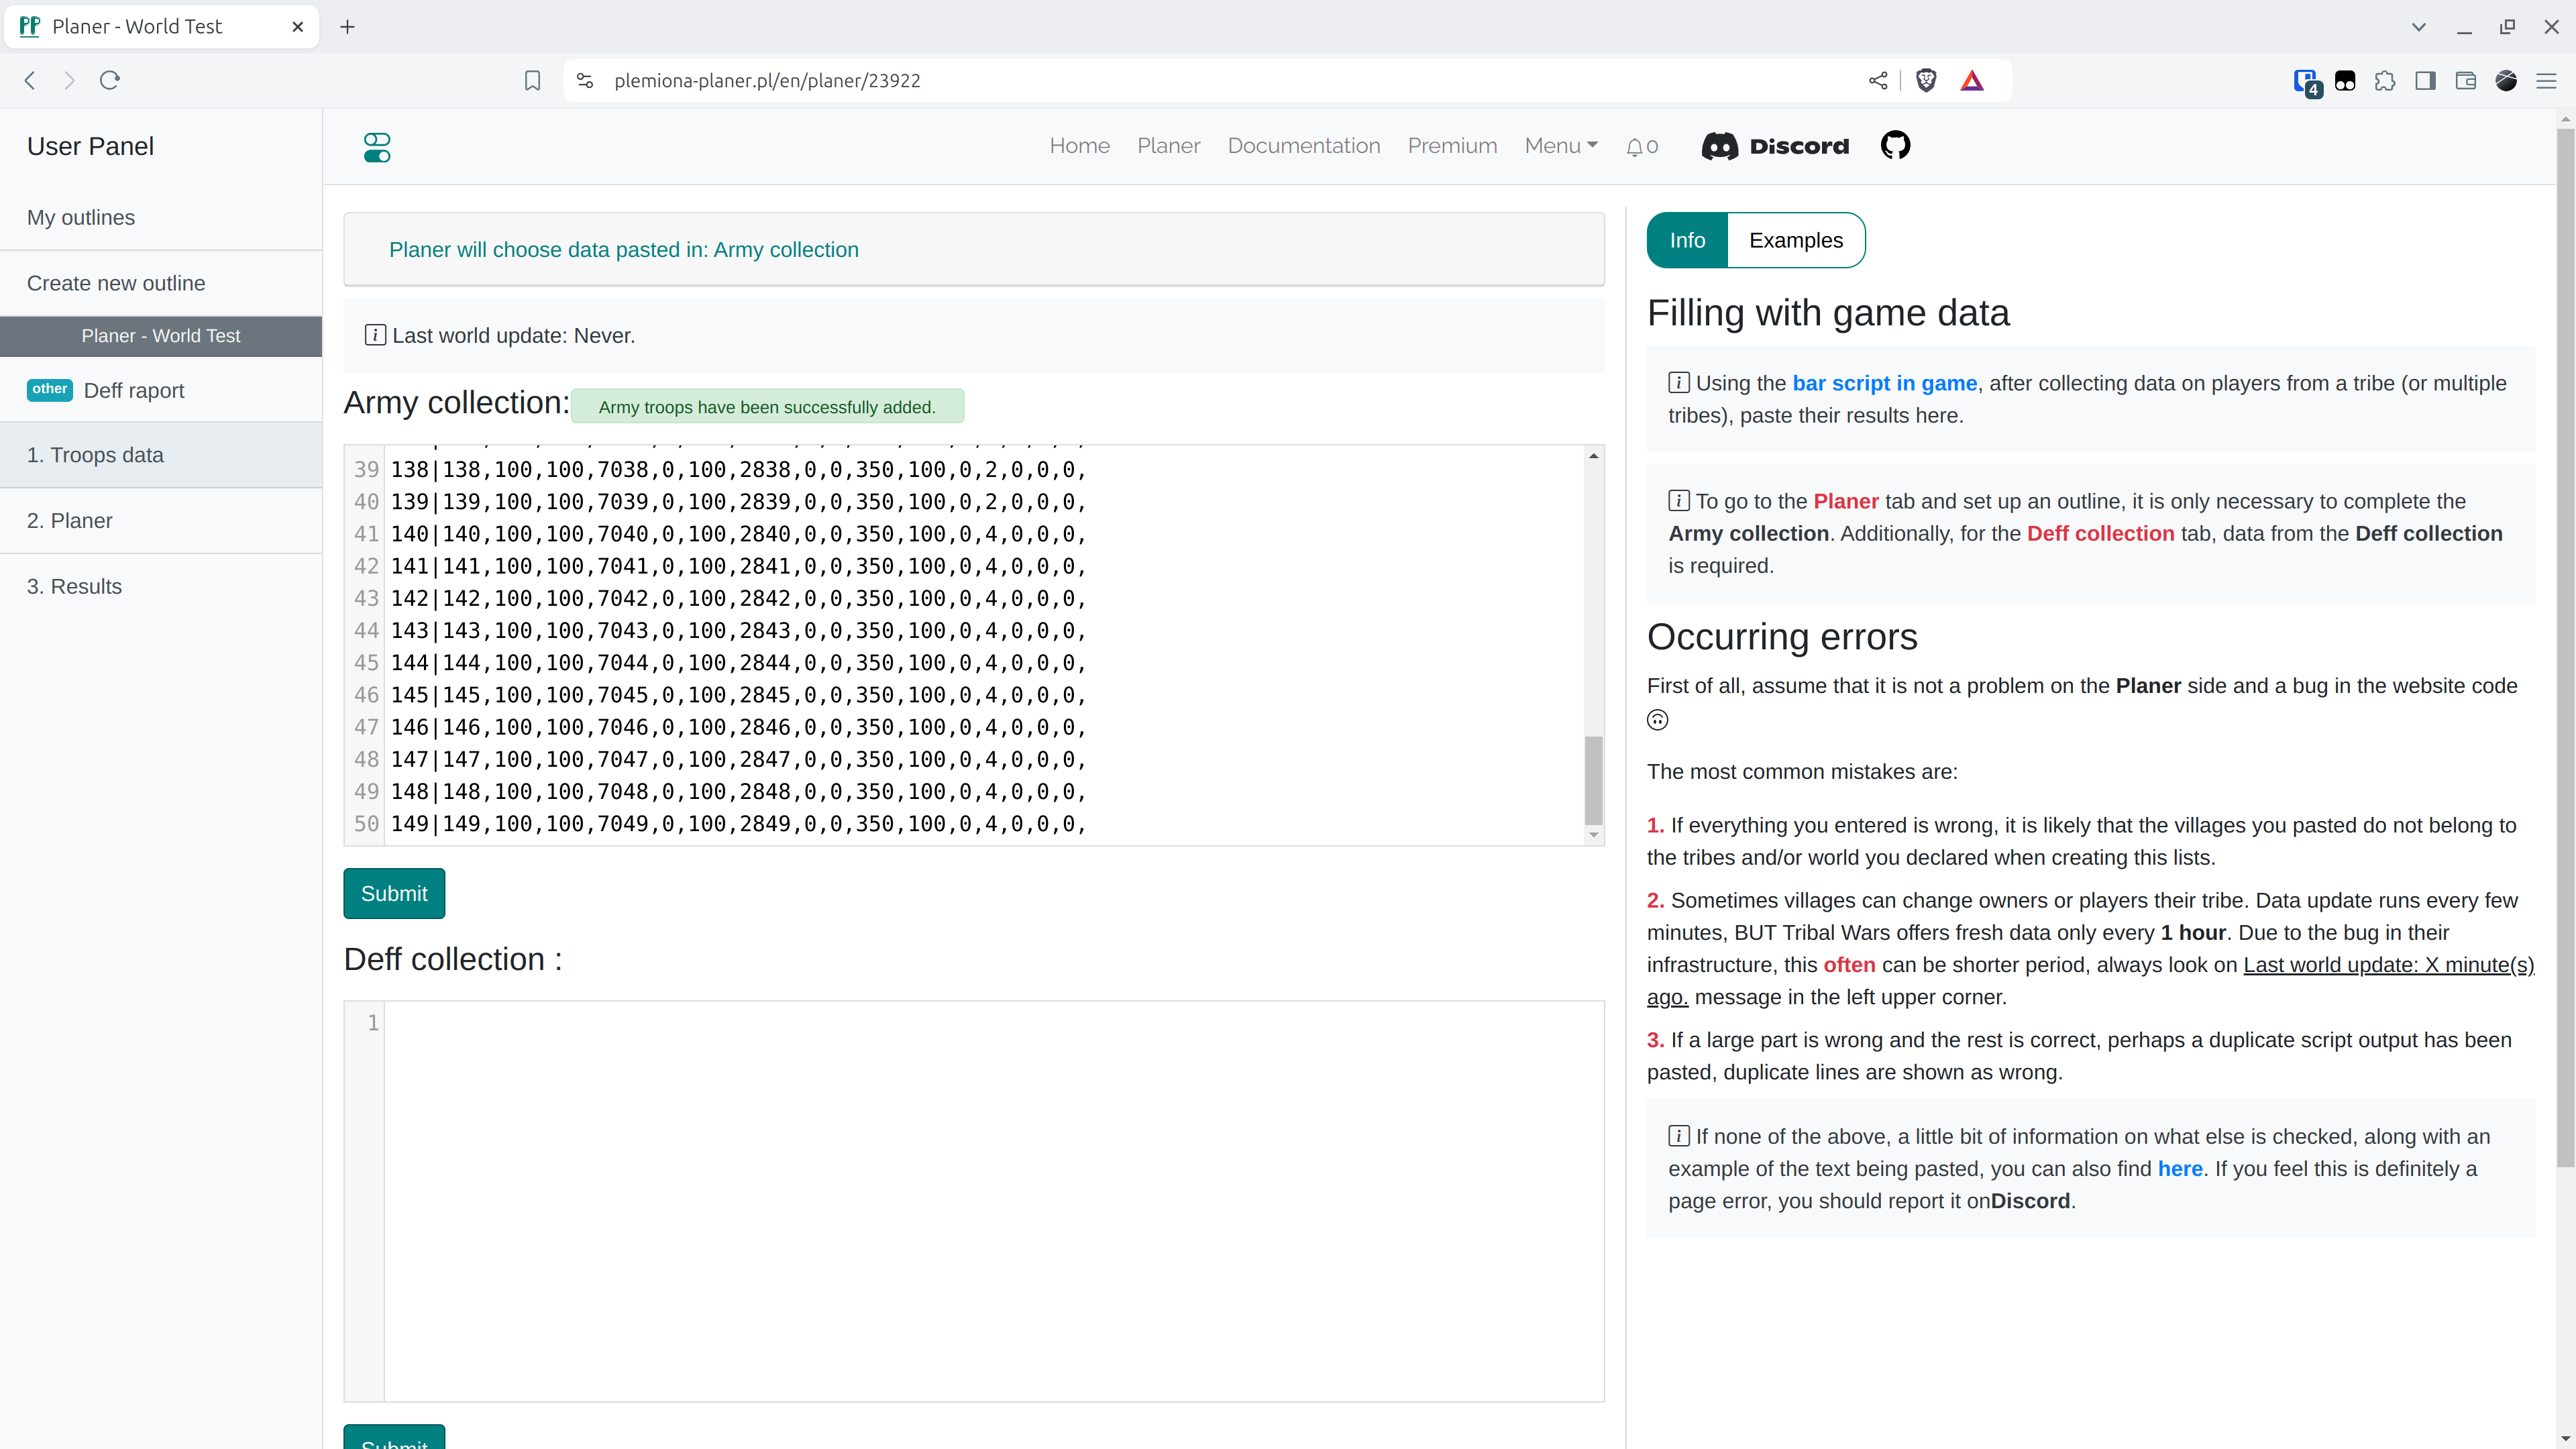 Planer - World Test
plemiona-planer.pl/en/planer/23922
4
User Panel
My outlines
Create new outline
Planer - World Test
other Deff raport
1. Troops data
2. Planer
3. Results
Home Planer Documentation Premium Menu 0 Discord
Planer will choose data pasted in: Army collection
Last world update: Never.
Army collection: Army troops have been successfully added.
39 138|138,100,100,7038,0,100,2838,0,0,350,100,0,2,0,0,0,
40 139|139,100,100,7039,0,100,2839,0,0,350,100,0,2,0,0,0,
41 140|140,100,100,7040,0,100,2840,0,0,350,100,0,4,0,0,0,
42 141|141,100,100,7041,0,100,2841,0,0,350,100,0,4,0,0,0,
43 142|142,100,100,7042,0,100,2842,0,0,350,100,0,4,0,0,0,
44 143|143,100,100,7043,0,100,2843,0,0,350,100,0,4,0,0,0,
45 144|144,100,100,7044,0,100,2844,0,0,350,100,0,4,0,0,0,
46 145|145,100,100,7045,0,100,2845,0,0,350,100,0,4,0,0,0,
47 146|146,100,100,7046,0,100,2846,0,0,350,100,0,4,0,0,0,
48 147|147,100,100,7047,0,100,2847,0,0,350,100,0,4,0,0,0,
49 148|148,100,100,7048,0,100,2848,0,0,350,100,0,4,0,0,0,
50 149|149,100,100,7049,0,100,2849,0,0,350,100,0,4,0,0,0,
Submit
Deff collection :
1
Submit
Info Examples
Filling with game data
Using the bar script in game, after collecting data on players from a tribe (or multiple
tribes), paste their results here.
To go to the Planer tab and set up an outline, it is only necessary to complete the
Army collection. Additionally, for the Deff collection tab, data from the Deff collection
is required.
Occurring errors
First of all, assume that it is not a problem on the Planer side and a bug in the website code
The most common mistakes are:
1. If everything you entered is wrong, it is likely that the villages you pasted do not belong to
the tribes and/or world you declared when creating this lists.
2. Sometimes villages can change owners or players their tribe. Data update runs every few
minutes, BUT Tribal Wars offers fresh data only every 1 hour. Due to the bug in their
infrastructure, this often can be shorter period, always look on Last world update: X minute(s)
ago. message in the left upper corner.
3. If a large part is wrong and the rest is correct, perhaps a duplicate script output has been
pasted, duplicate lines are shown as wrong.
If none of the above, a little bit of information on what else is checked, along with an
example of the text being pasted, you can also find here. If you feel this is definitely a
page error, you should report it onDiscord.